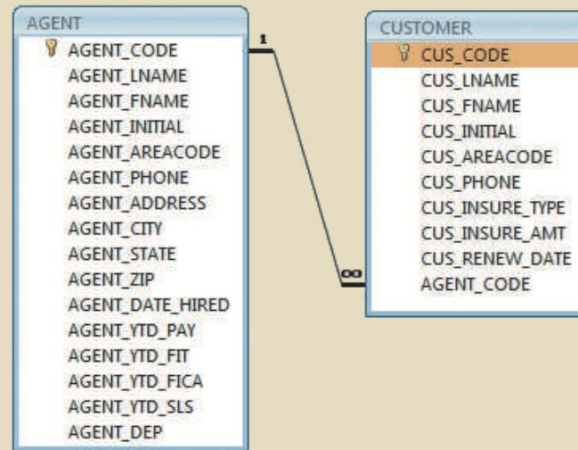 AGENT
AGENT_CODE
AGENT_LNAME
AGENT_FNAME
AGENT_INITIAL
AGENT_AREACODE
AGENT_PHONE
AGENT_ADDRESS
AGENT_CITY
AGENT_STATE
AGENT_ZIP
AGENT_DATE_HIRED
AGENT_YTD_PAY
AGENT_YTD_FIT
AGENT_YTD_FICA
AGENT_YTD_SLS
AGENT_DEP
1
∞
CUSTOMER
CUS_CODE
CUS_LNAME
CUS_FNAME
CUS_INITIAL
CUS_AREACODE
CUS_PHONE
CUS_INSURE_TYPE
CUS_INSURE_AMT
CUS_RENEW_DATE
AGENT_CODE